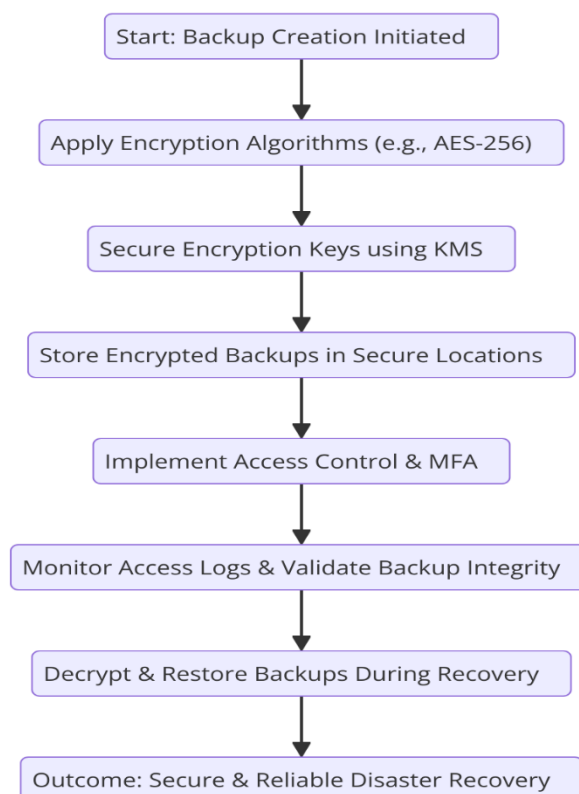 Start: Backup Creation Initiated
Apply Encryption Algorithms (e.g., AES-256)
Secure Encryption Keys using KMS
Store Encrypted Backups in Secure Locations
Implement Access Control & MFA
Monitor Access Logs & Validate Backup Integrity
Decrypt & Restore Backups During Recovery
Outcome: Secure & Reliable Disaster Recovery